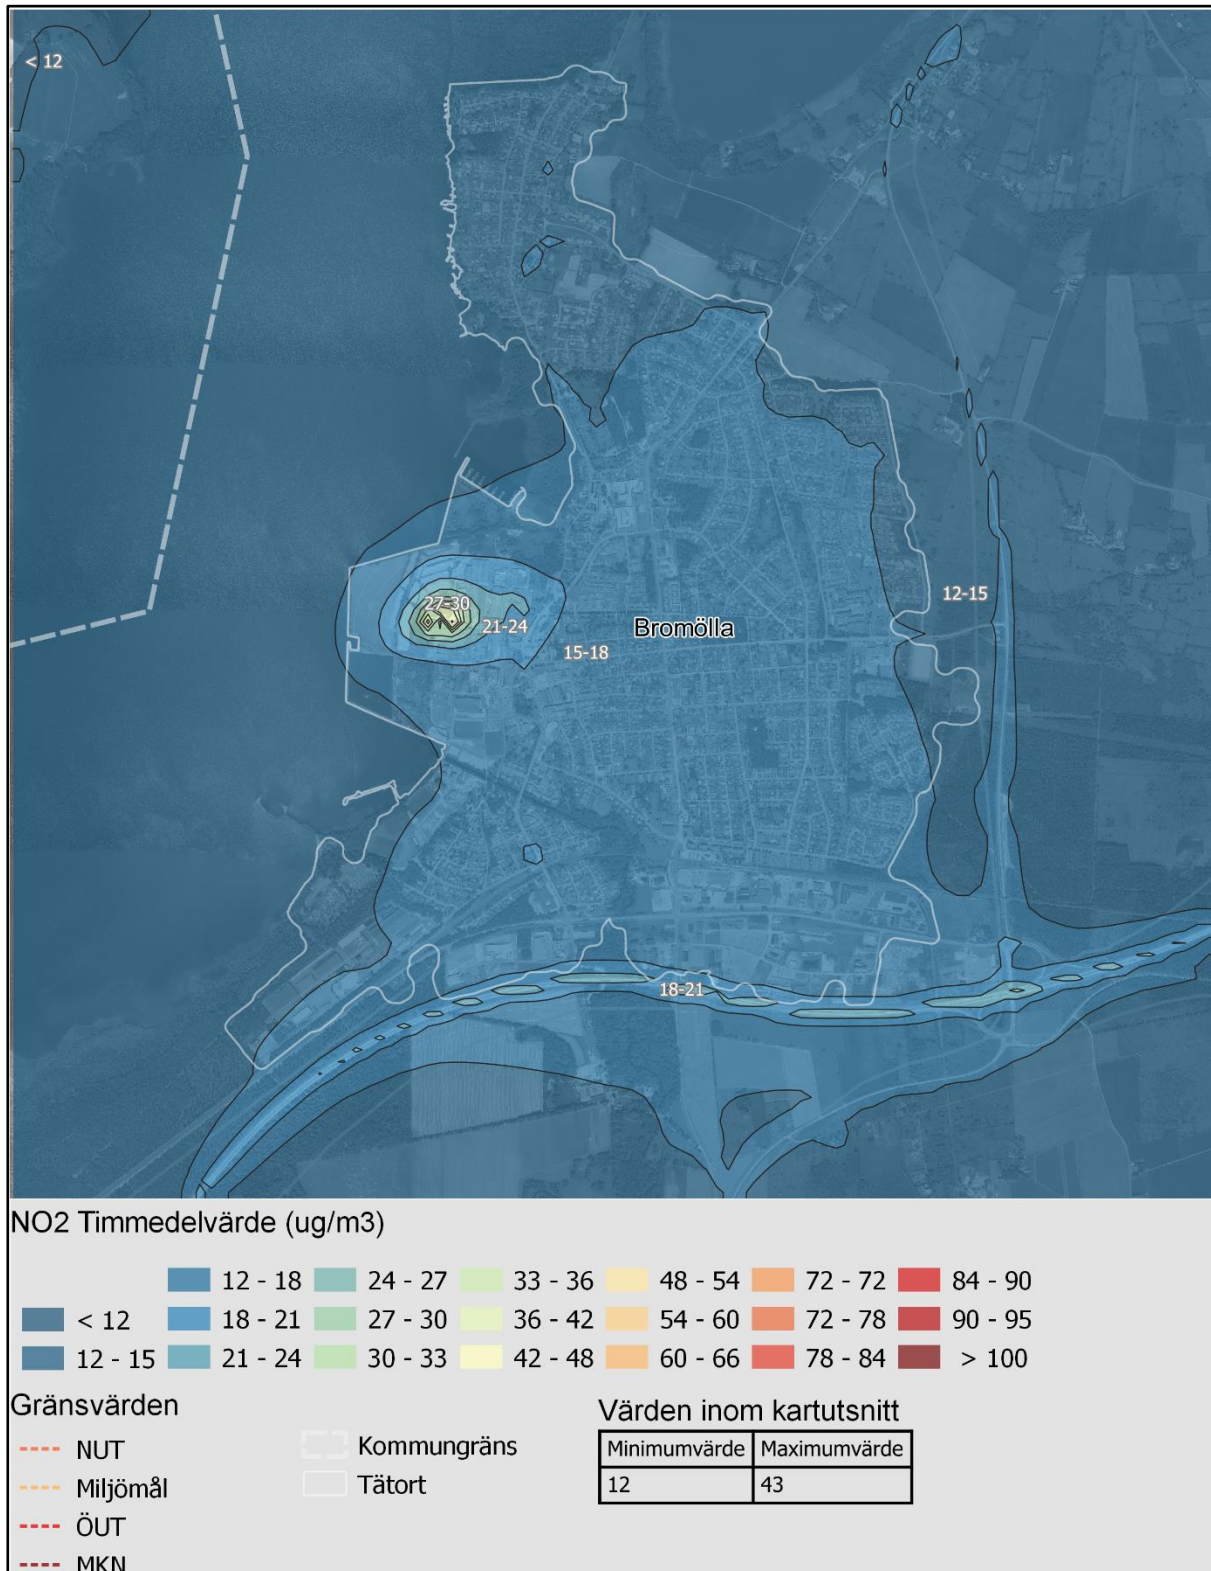 < 12
12-15
27-30
21-24
Bromölla
15-18
18-21
NO2 Timmedelvärde (ug/m3)
12 - 18 24 - 27 33 - 36 48 - 54 72 - 72 84 - 90
< 12 18 - 21 27 - 30 36 - 42 54 - 60 72 - 78 90 - 95
12 - 15 21 - 24 30 - 33 42 - 48 60 - 66 78 - 84 > 100
Gränsvärden
NUT
Miljömål
ÖUT
MKN
Kommungräns
Tätort
Värden inom kartutsnitt
Minimumvärde Maximumvärde
12 43